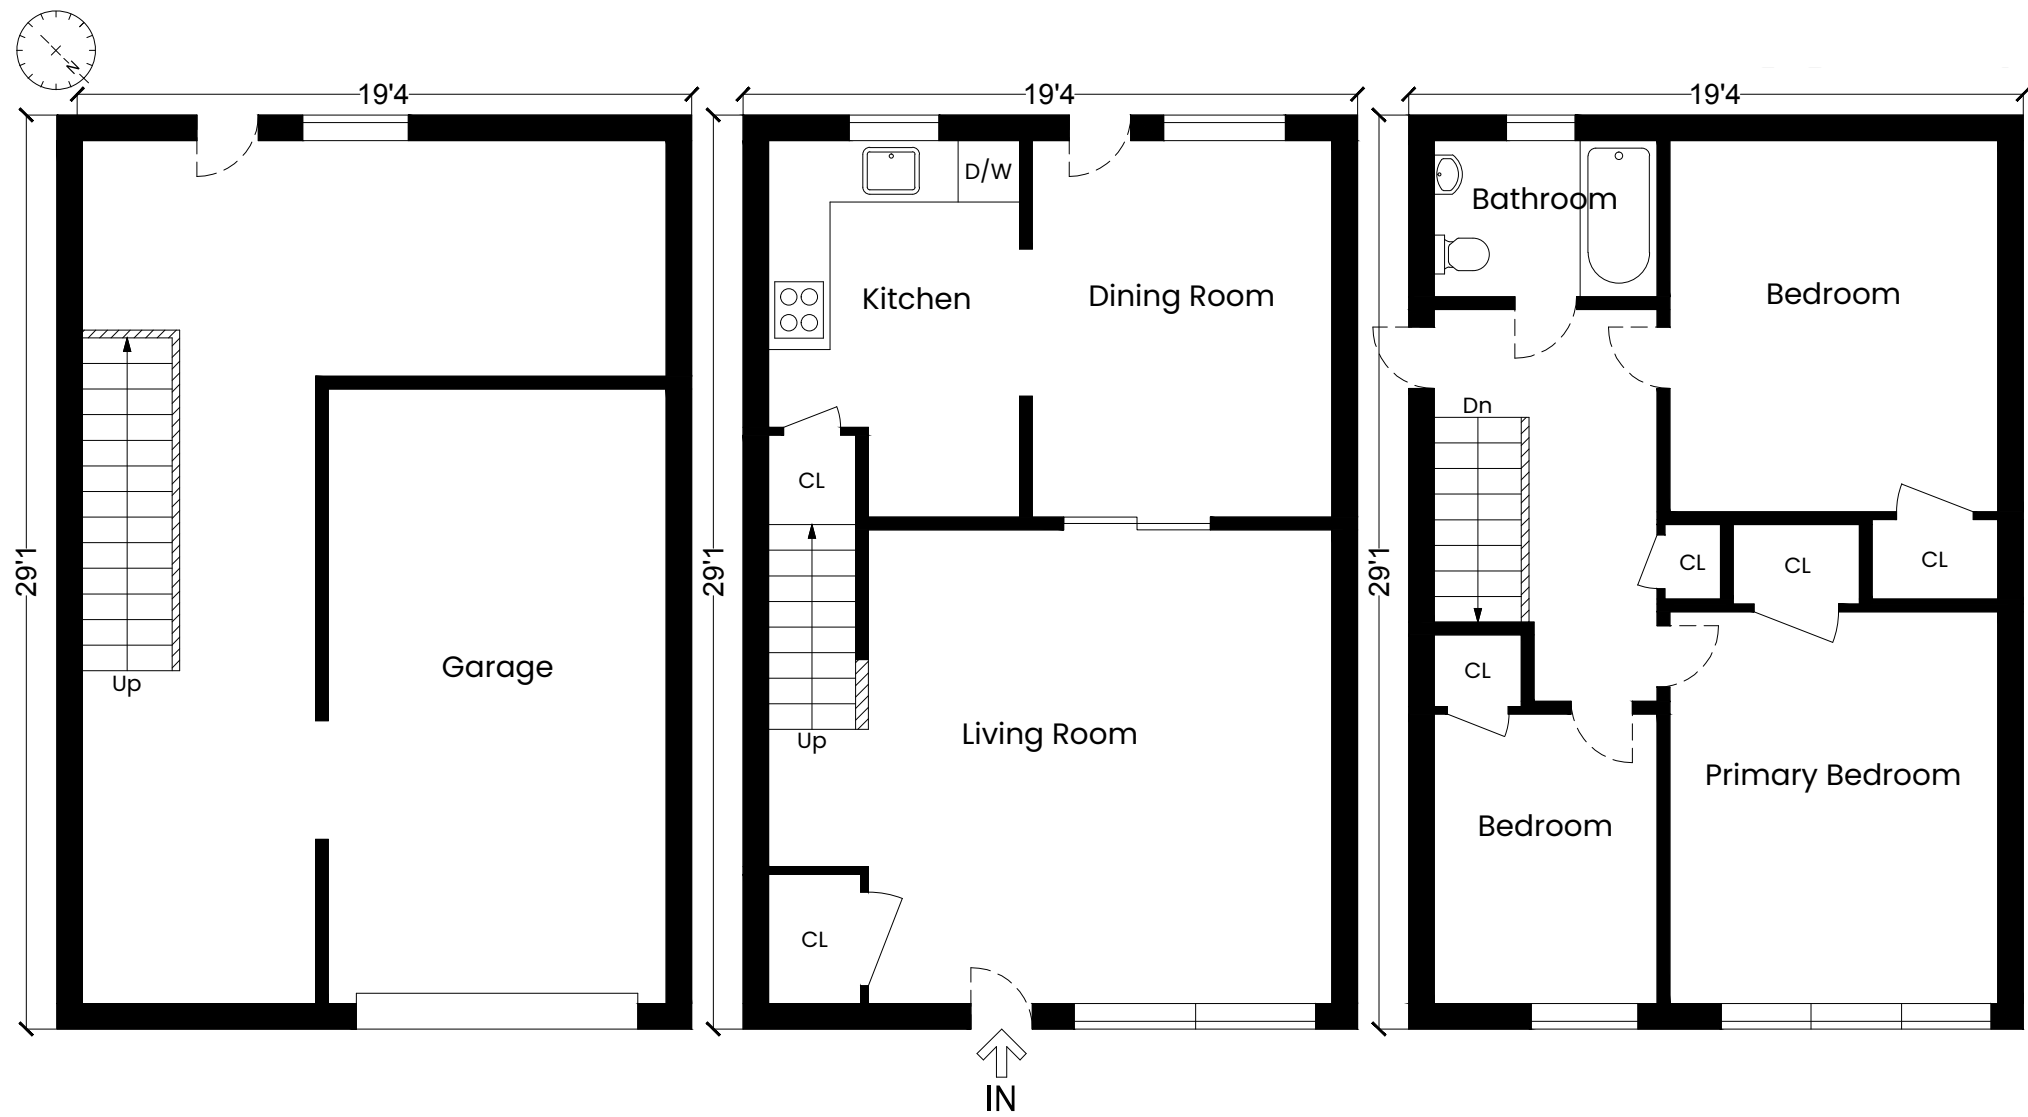 N
19'4
29'1
Up
Garage
19'4
29'1
D/W
Kitchen
Dining Room
CL
Up
Living Room
CL
IN
19'4
29'1
Bathroom
Bedroom
Dn
CL
CL
CL
CL
Primary Bedroom
Bedroom